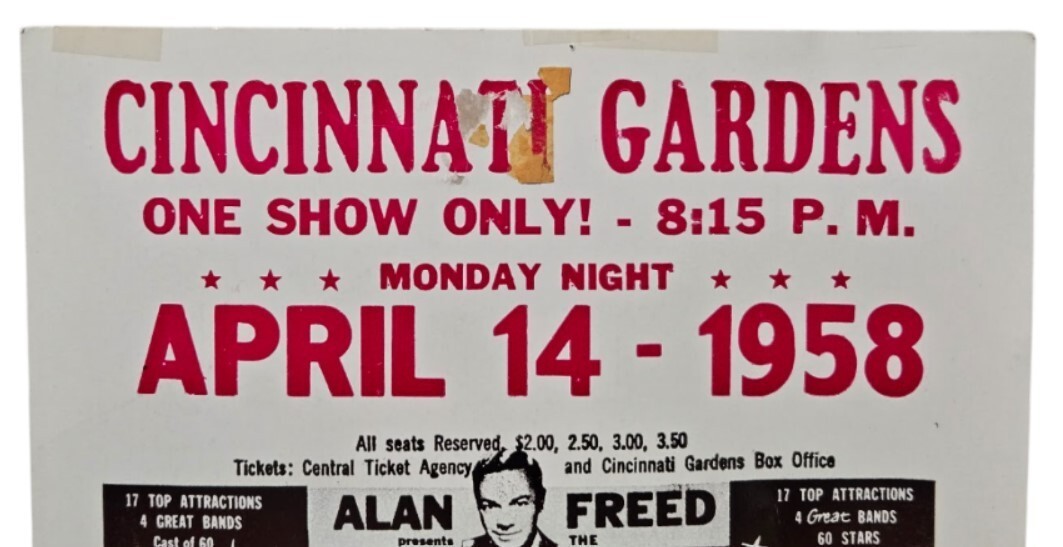 CINCINNATI GARDENS
ONE SHOW ONLY! - 8:15 P. M.
★ ★ ★ MONDAY NIGHT ★ ★ ★
APRIL 14 - 1958
All seats Reserved, $2.00, 2.50, 3.00, 3.50
Tickets: Central Ticket Agency and Cincinnati Gardens Box Office
17 TOP ATTRACTIONS
4 GREAT BANDS
Cast of 60
ALAN FREED
presents THE
17 TOP ATTRACTIONS
4 Great BANDS
60 STARS